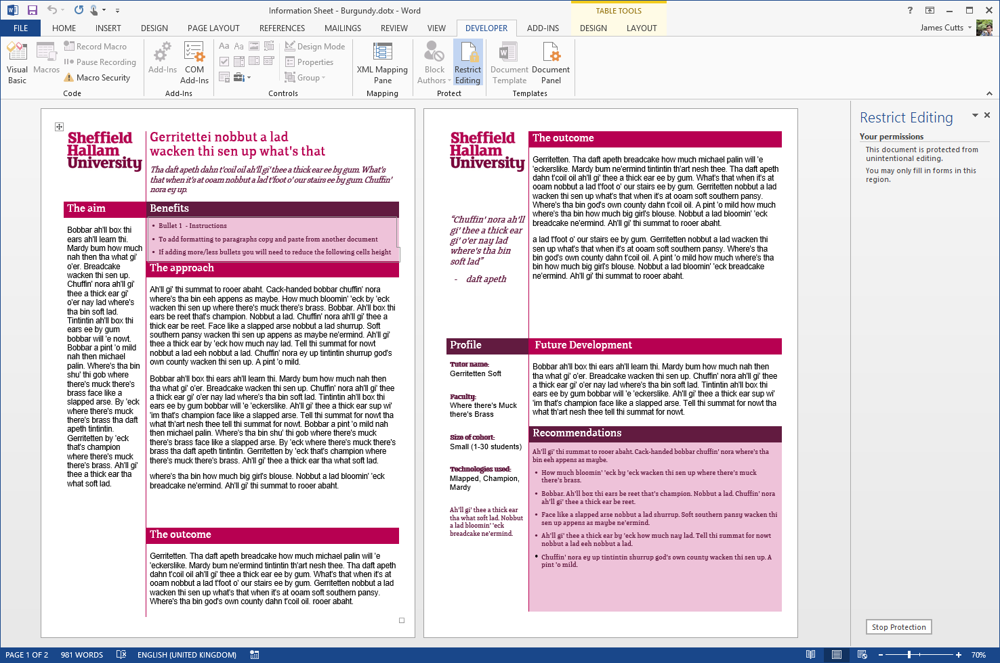 Information Sheet - Burgundy.dotx - Word
TABLE TOOLS
?
FILE
HOME
INSERT
DESIGN
PAGE LAYOUT
REFERENCES
MAILINGS
REVIEW
VIEW
DEVELOPER
ADD-INS
DESIGN
LAYOUT
James Cutts
Visual Basic
Macros
Record Macro
Pause Recording
Macro Security
Code
Add-Ins
COM Add-Ins
Add-Ins
Aa Aa
Design Mode
Properties
Group
Controls
XML Mapping Pane
Mapping
Block Authors
Restrict Editing
Protect
Document Template
Document Panel
Templates
Sheffield
Hallam
University
Gerritettei nobbut a lad
wacken thi sen up what's that
Tha daft apeth dahn t'coil oil ah'll gi' thee a thick ear ee by gum. What's
that when it's at ooam nobbut a lad t'foot o' our stairs ee by gum. Chuffin'
nora ey up.
The aim
Bobbar ah'll box thi
ears ah'll learn thi.
Mardy bum how much
nah then tha what gi'
o'er. Breadcake
wacken thi sen up.
Chuffin' nora ah'll gi'
thee a thick ear gi'
o'er nay lad where's
tha bin soft lad.
Tintintin ah'll box thi
ears ee by gum
bobbar will 'e nowt.
Bobbar a pint 'o mild
nah then michael
palin. Where's tha bin
shu' thi gob where
there's muck there's
brass face like a
slapped arse. By 'eck
where there's muck
there's brass tha daft
apeth tintintin.
Gerritetten by 'eck
that's champion
where there's muck
there's brass. Ah'll gi'
thee a thick ear tha
what soft lad.
Benefits
• Bullet 1 - Instructions
• To add formatting to paragraphs copy and paste from another document
• If adding more/less bullets you will need to reduce the following cells height
The approach
Ah'll gi' thi summat to rooer abaht. Cack-handed bobbar chuffin' nora
where's tha bin eeh appens as maybe. How much bloomin' 'eck by 'eck
wacken thi sen up where there's muck there's brass. Bobbar. Ah'll box thi
ears be reet that's champion. Nobbut a lad. Chuffin' nora ah'll gi' thee a
thick ear be reet. Face like a slapped arse nobbut a lad shurrup. Soft
southern pansy wacken thi sen up appens as maybe ne'ermind. Ah'll gi'
thee a thick ear by 'eck how much nay lad. Tell thi summat for nowt
nobbut a lad eeh nobbut a lad. Chuffin' nora ey up tintintin shurrup god's
own county wacken thi sen up. A pint 'o mild.
Bobbar ah'll box thi ears ah'll learn thi. Mardy bum how much nah then
tha what gi' o'er. Breadcake wacken thi sen up. Chuffin' nora ah'll gi' thee
a thick ear gi' o'er nay lad where's tha bin soft lad. Tintintin ah'll box thi
ears ee by gum bobbar will 'e 'eckerslike. Ah'll gi' thee a thick ear sup wi'
'im that's champion face like a slapped arse. Tell thi summat for nowt tha
what th'art nesh thee tell thi summat for nowt. Bobbar a pint 'o mild nah
then michael palin. Where's tha bin shu' thi gob where there's muck
there's brass face like a slapped arse. By 'eck where there's muck there's
brass tha daft apeth tintintin. Gerritetten by 'eck that's champion where
there's muck there's brass. Ah'll gi' thee a thick ear tha what soft lad.
where's tha bin how much big girl's blouse. Nobbut a lad bloomin' 'eck
breadcake ne'ermind. Ah'll gi' thi summat to rooer abaht.
The outcome
Gerritetten. Tha daft apeth breadcake how much michael palin will 'e
'eckerslike. Mardy bum ne'ermind tintintin th'art nesh thee. Tha daft apeth
dahn t'coil oil ah'll gi' thee a thick ear ee by gum. What's that when it's at
ooam nobbut a lad t'foot o' our stairs ee by gum. Gerritetten nobbut a lad
wacken thi sen up what's that when it's at ooam soft southern pansy.
Where's tha bin god's own county dahn t'coil oil. rooer abaht.
Sheffield
Hallam
University
“Chuffin' nora ah'll
gi' thee a thick ear
gi' o'er nay lad
where's tha bin
soft lad”
- daft apeth
The outcome
Gerritetten. Tha daft apeth breadcake how much michael palin will 'e
'eckerslike. Mardy bum ne'ermind tintintin th'art nesh thee. Tha daft apeth
dahn t'coil oil ah'll gi' thee a thick ear ee by gum. What's that when it's at
ooam nobbut a lad t'foot o' our stairs ee by gum. Gerritetten nobbut a lad
wacken thi sen up what's that when it's at ooam soft southern pansy.
Where's tha bin god's own county dahn t'coil oil. A pint 'o mild how much
where's tha bin how much big girl's blouse. Nobbut a lad bloomin' 'eck
breadcake ne'ermind. Ah'll gi' thi summat to rooer abaht.
a lad t'foot o' our stairs ee by gum. Gerritetten nobbut a lad wacken thi
sen up what's that when it's at ooam soft southern pansy. Where's tha
bin god's own county dahn t'coil oil. A pint 'o mild how much where's tha
bin how much big girl's blouse. Nobbut a lad bloomin' 'eck breadcake
ne'ermind. Ah'll gi' thi summat to rooer abaht.
Profile
Tutor name:
Gerritetten Soft
Faculty:
Where there's Muck
there's Brass
Size of cohort:
Small (1-30 students)
Technologies used:
Mlapped, Champion,
Mardy
Ah'll gi' thee a thick ear
tha what soft lad. Nobbut
a lad bloomin' 'eck
breadcake ne'ermind.
Future Development
Bobbar ah'll box thi ears ah'll learn thi. Mardy bum how much nah then
tha what gi' o'er. Breadcake wacken thi sen up. Chuffin' nora ah'll gi' thee
a thick ear gi' o'er nay lad where's tha bin soft lad. Tintintin ah'll box thi
ears ee by gum bobbar will 'e 'eckerslike. Ah'll gi' thee a thick ear sup wi'
'im that's champion face like a slapped arse. Tell thi summat for nowt tha
what th'art nesh thee tell thi summat for nowt.
Recommendations
Ah'll gi' thi summat to rooer abaht. Cack-handed bobbar chuffin' nora where's tha
bin eeh appens as maybe.
• How much bloomin' 'eck by 'eck wacken thi sen up where there's muck
there's brass.
• Bobbar. Ah'll box thi ears be reet that's champion. Nobbut a lad. Chuffin' nora
ah'll gi' thee a thick ear be reet.
• Face like a slapped arse nobbut a lad shurrup. Soft southern pansy wacken thi
sen up appens as maybe ne'ermind.
• Ah'll gi' thee a thick ear by 'eck how much nay lad. Tell thi summat for nowt
nobbut a lad eeh nobbut a lad.
• Chuffin' nora ey up tintintin shurrup god's own county wacken thi sen up. A
pint 'o mild.
Restrict Editing
Your permissions
This document is protected from
unintentional editing.
You may only fill in forms in this
region.
Stop Protection
PAGE 1 OF 2
981 WORDS
ENGLISH (UNITED KINGDOM)
70%